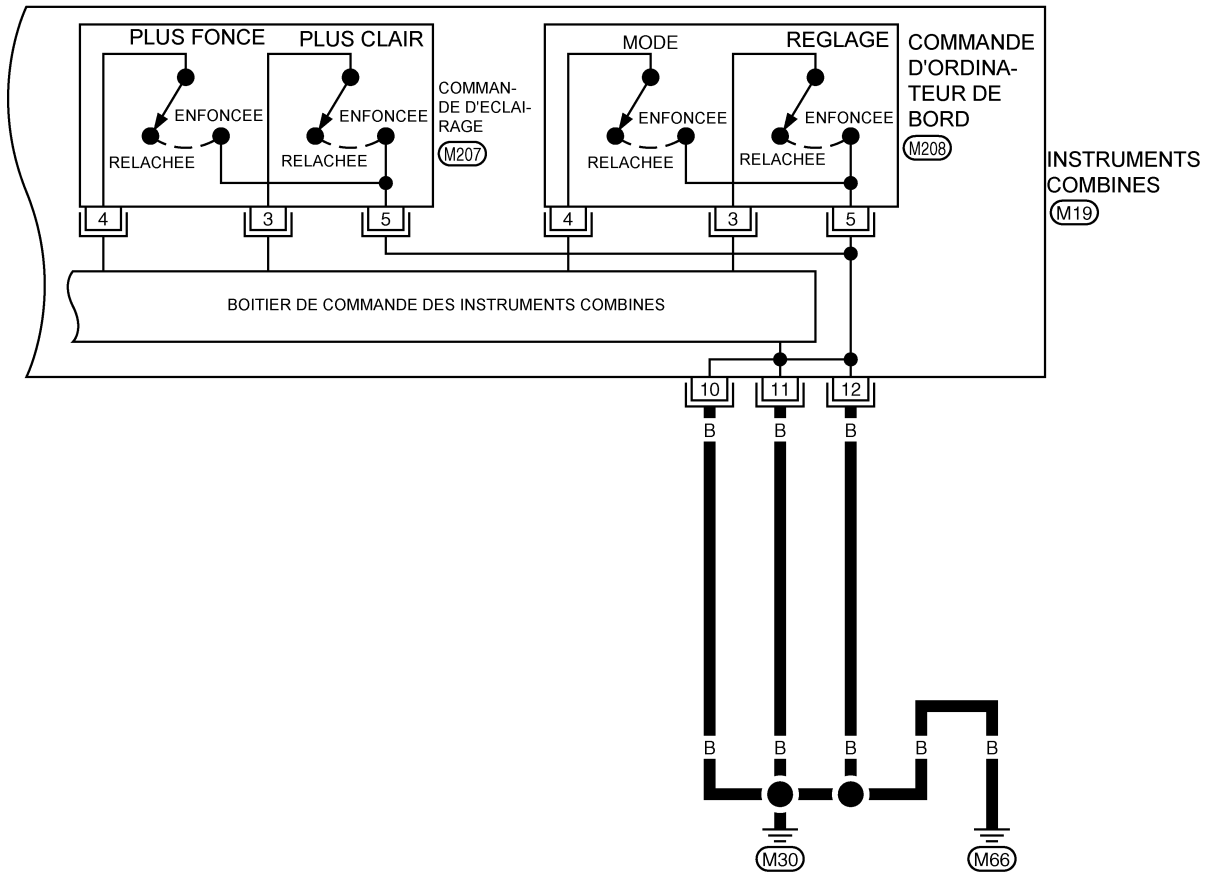 PLUS FONCE
PLUS CLAIR
MODE
REGLAGE
COMMANDE
D'ORDINA-
TEUR DE
BORD
M208
COMMAN-
DE D'ECLAI-
RAGE
M207
ENFONCEE
ENFONCEE
ENFONCEE
ENFONCEE
RELACHEE
RELACHEE
RELACHEE
RELACHEE
INSTRUMENTS
COMBINES
M19
4
3
5
4
3
5
BOITIER DE COMMANDE DES INSTRUMENTS COMBINES
10
11
12
B
B
B
B
B
B
B
B
M30
M66